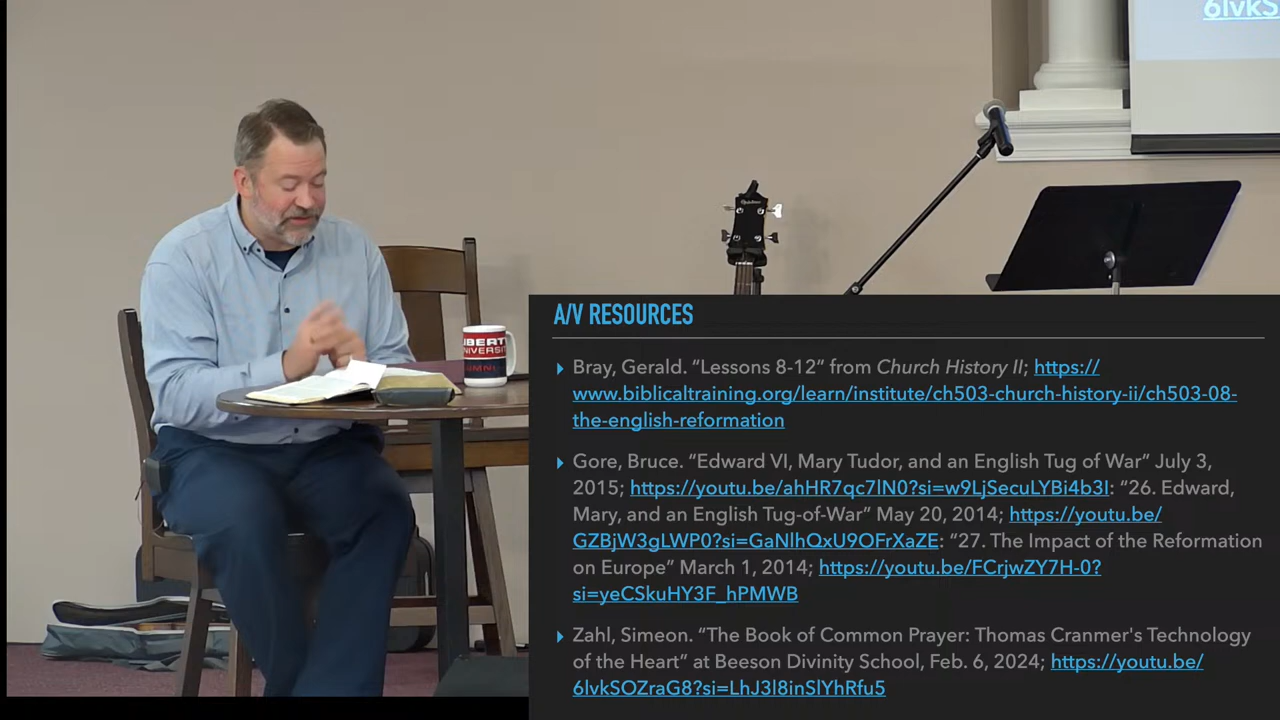 6lvkS
LIBERTY
UNIVERSITY
ALUMNI
A/V RESOURCES
Bray, Gerald. “Lessons 8-12” from Church History II; https://
www.biblicaltraining.org/learn/institute/ch503-church-history-ii/ch503-08-
the-english-reformation
Gore, Bruce. “Edward VI, Mary Tudor, and an English Tug of War” July 3,
2015; https://youtu.be/ahHR7qc7lN0?si=w9LjSecuLYBi4b3I: “26. Edward,
Mary, and an English Tug-of-War” May 20, 2014; https://youtu.be/
GZBjW3gLWP0?si=GaNlhQxU9OFrXaZE: “27. The Impact of the Reformation
on Europe” March 1, 2014; https://youtu.be/FCrjwZY7H-0?
si=yeCSkuHY3F_hPMWB
Zahl, Simeon. “The Book of Common Prayer: Thomas Cranmer's Technology
of the Heart” at Beeson Divinity School, Feb. 6, 2024; https://youtu.be/
6lvkSOZraG8?si=LhJ3l8inSlYhRfu5